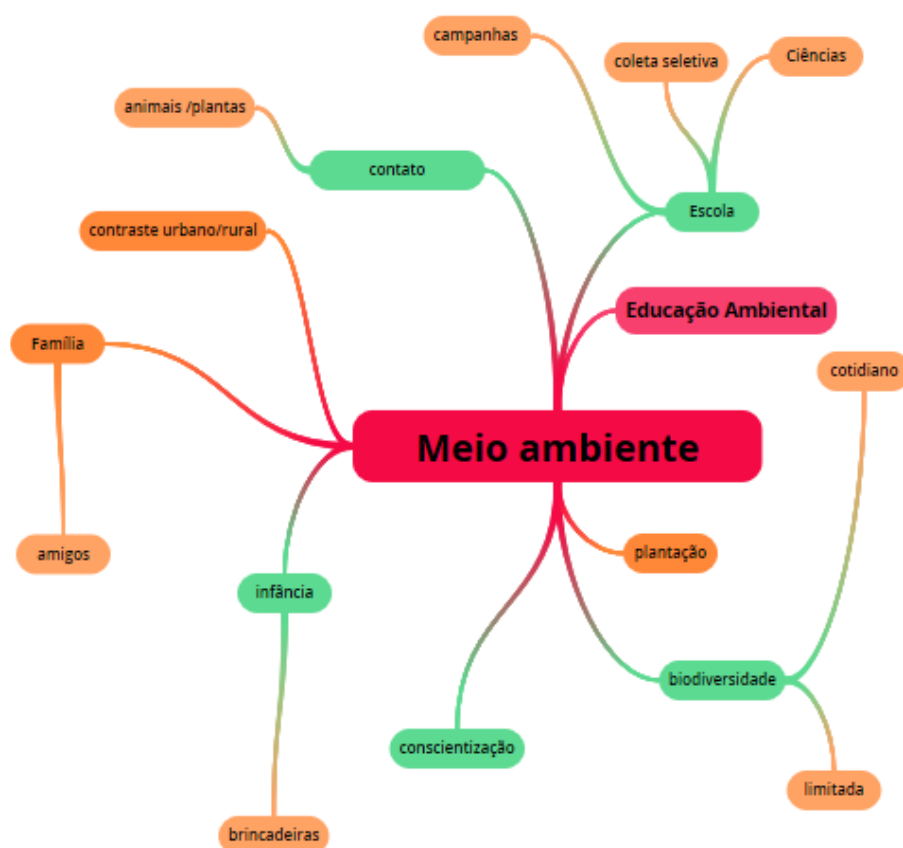 campanhas
coleta seletiva
Ciências
animais /plantas
contato
Escola
contraste urbano/rural
Educação Ambiental
Família
cotidiano
Meio ambiente
amigos
plantação
infância
biodiversidade
conscientização
limitada
brincadeiras